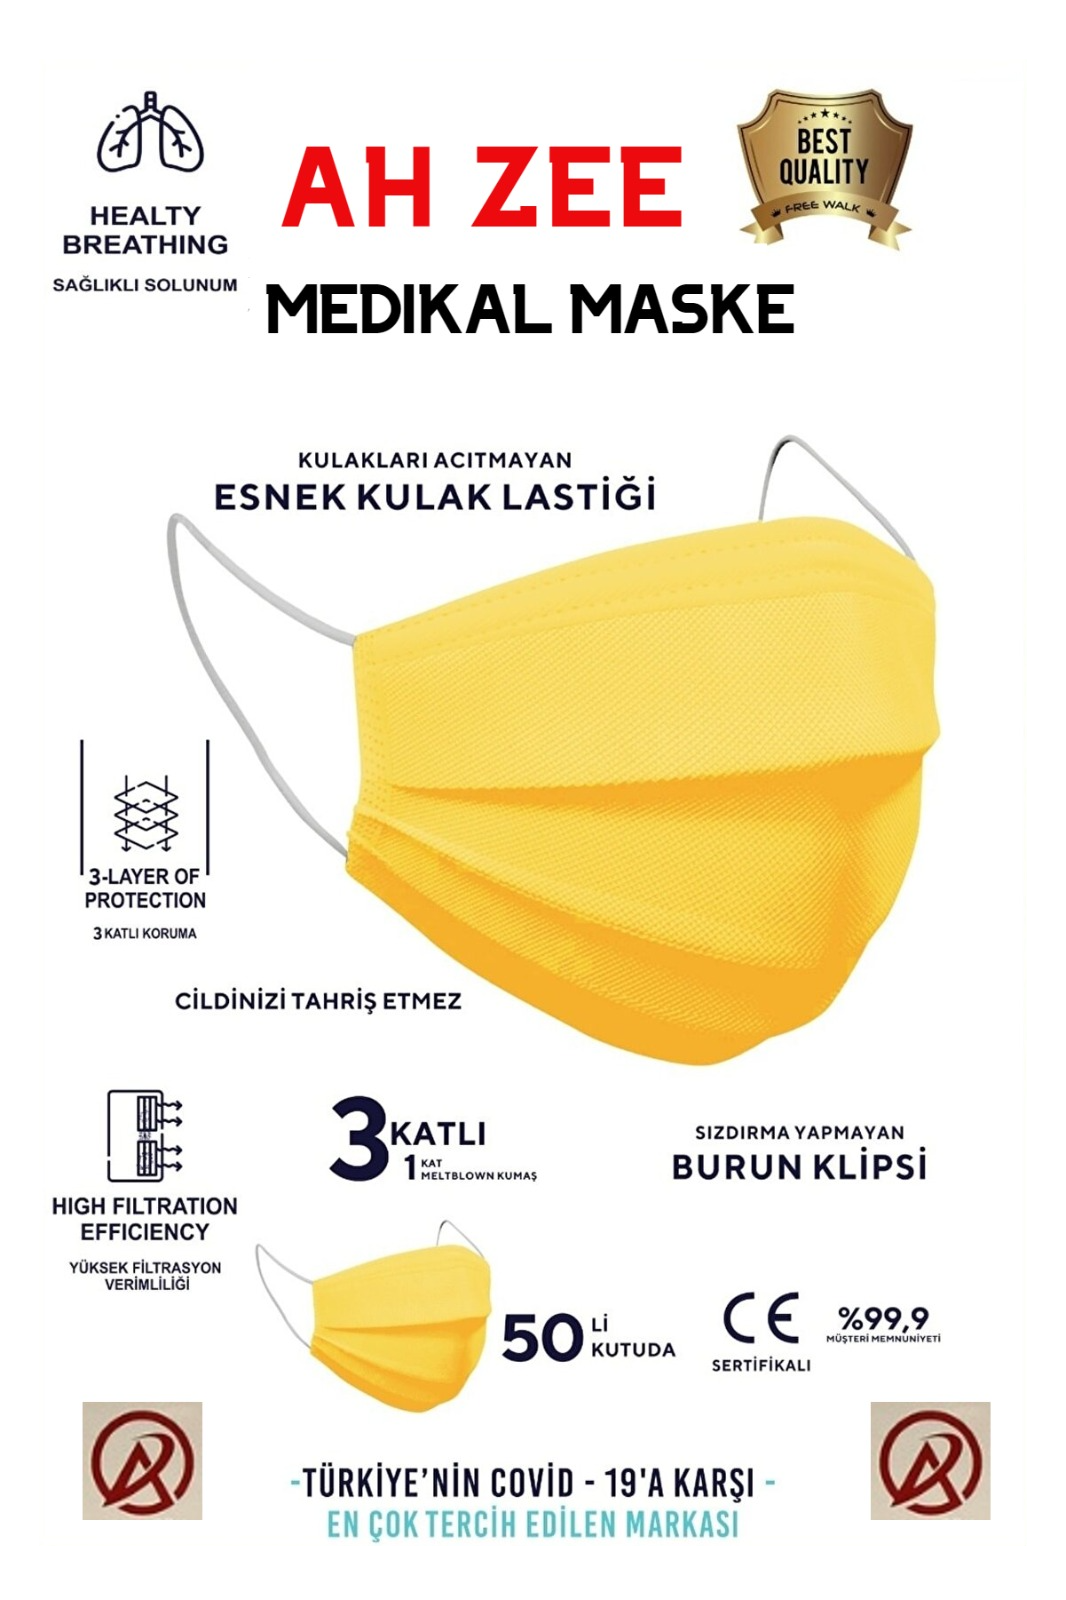 HEALTY
BREATHING
SAĞLIKLI SOLUNUM
AH ZEE
MEDIKAL MASKE
BEST
QUALITY
FREE WALK
KULAKLARI ACITMAYAN
ESNEK KULAK LASTİĞİ
3-LAYER OF
PROTECTION
3 KATLI KORUMA
CİLDİNİZİ TAHRİŞ ETMEZ
HIGH FILTRATION
EFFICIENCY
YÜKSEK FİLTRASYON
VERİMLİLİĞİ
3 KATLI
1 KAT
MELTBLOWN KUMAŞ
SIZDIRMA YAPMAYAN
BURUN KLİPSİ
50 Lİ
KUTUDA
CE
SERTİFİKALI
%99,9
MÜŞTERİ MEMNUNİYETİ
-TÜRKİYE'NİN COVİD - 19'A KARŞI -
EN ÇOK TERCİH EDİLEN MARKASI